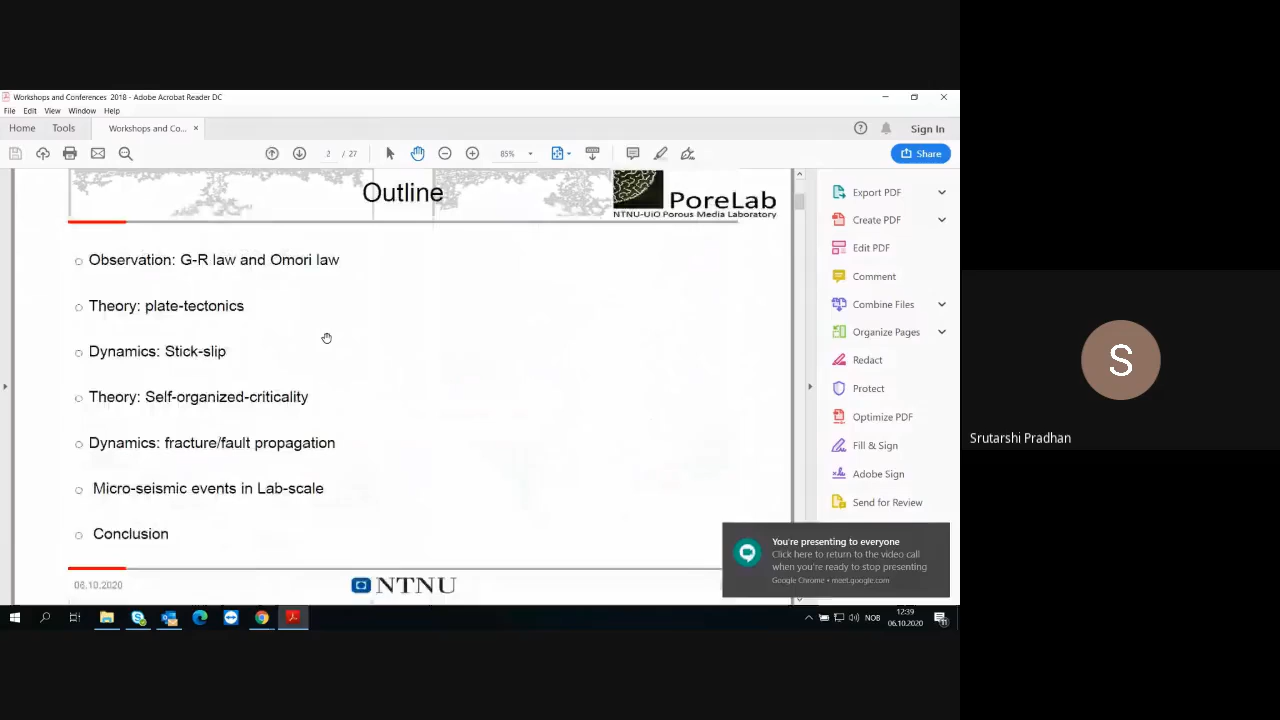 Workshops and Conferences 2018 - Adobe Acrobat Reader DC
File Edit View Window Help
Home Tools Workshops and Co... × Sign In
2 / 27 85% Share
Outline
PoreLab
NTNU-UiO Porous Media Laboratory
Observation: G-R law and Omori law
Theory: plate-tectonics
Dynamics: Stick-slip
Theory: Self-organized-criticality
Dynamics: fracture/fault propagation
Micro-seismic events in Lab-scale
Conclusion
06.10.2020
NTNU
Export PDF
Create PDF
Edit PDF
Comment
Combine Files
Organize Pages
Redact
Protect
Optimize PDF
Fill & Sign
Adobe Sign
Send for Review
You're presenting to everyone
Click here to return to the video call
when you're ready to stop presenting
Google Chrome • meet.google.com
NOB
12:39
06.10.2020
S
Srutarshi Pradhan